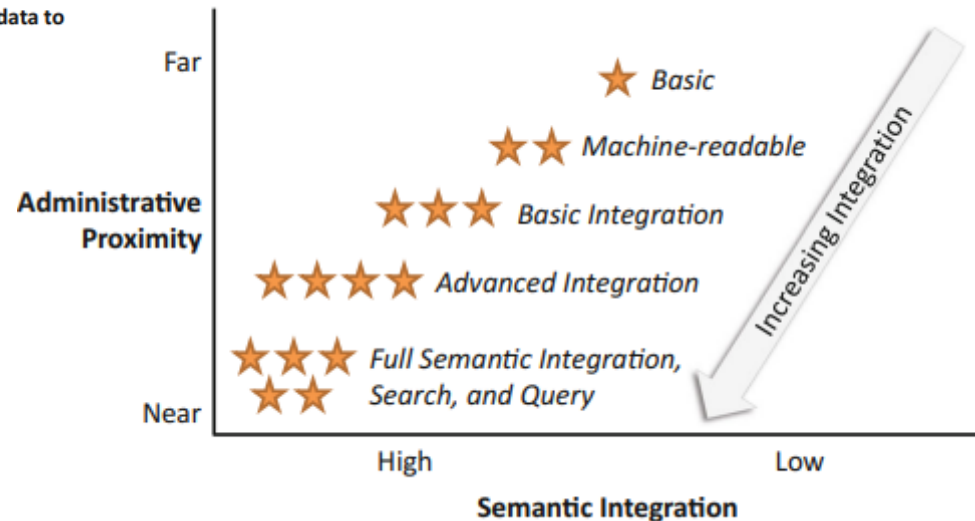 data to
Far
Basic
Machine-readable
Administrative
Proximity
Basic Integration
Advanced Integration
Full Semantic Integration,
Search, and Query
Near
Increasing Integration
High
Low
Semantic Integration